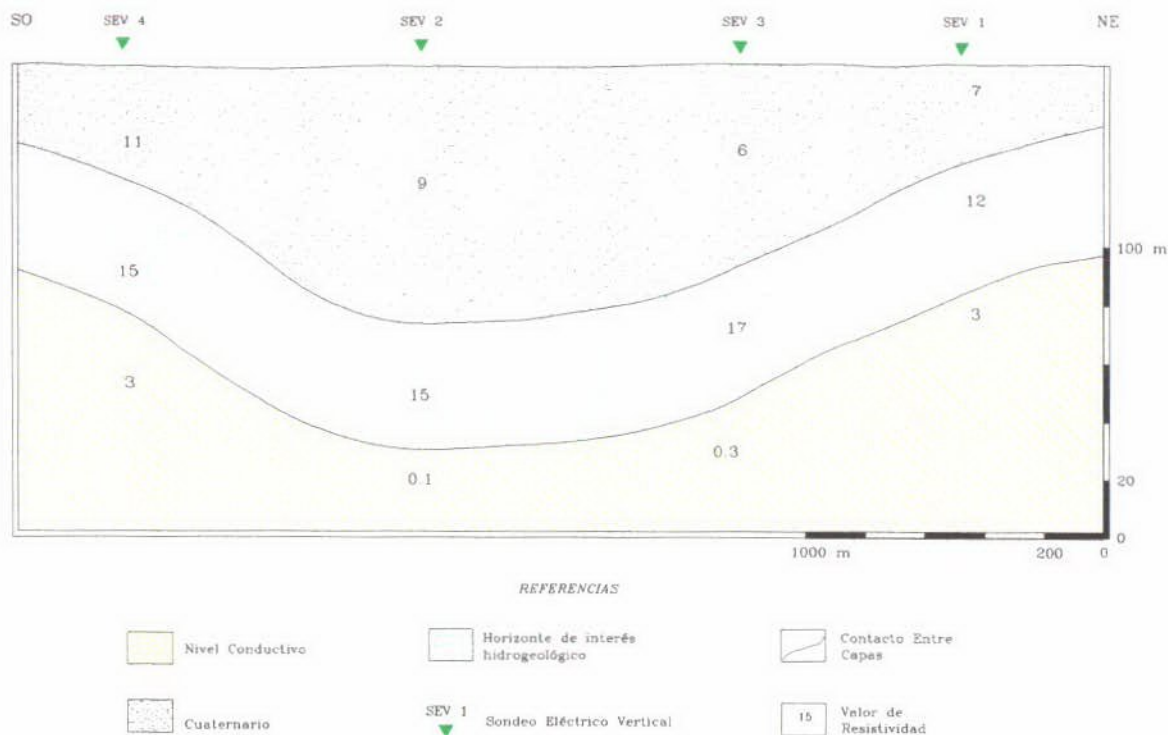 SO SEV 4 SEV 2 SEV 3 SEV 1 NE
7
11
6
9
12
100 m
15
17
3
3
15
0.3
0.1
20
0
1000 m 200 0
REFERENCIAS
Nivel Conductivo
Horizonte de interés
hidrogeológico
Contacto Entre
Capas
Cuaternario
SEV 1
Sondeo Eléctrico Vertical
15
Valor de
Resistividad